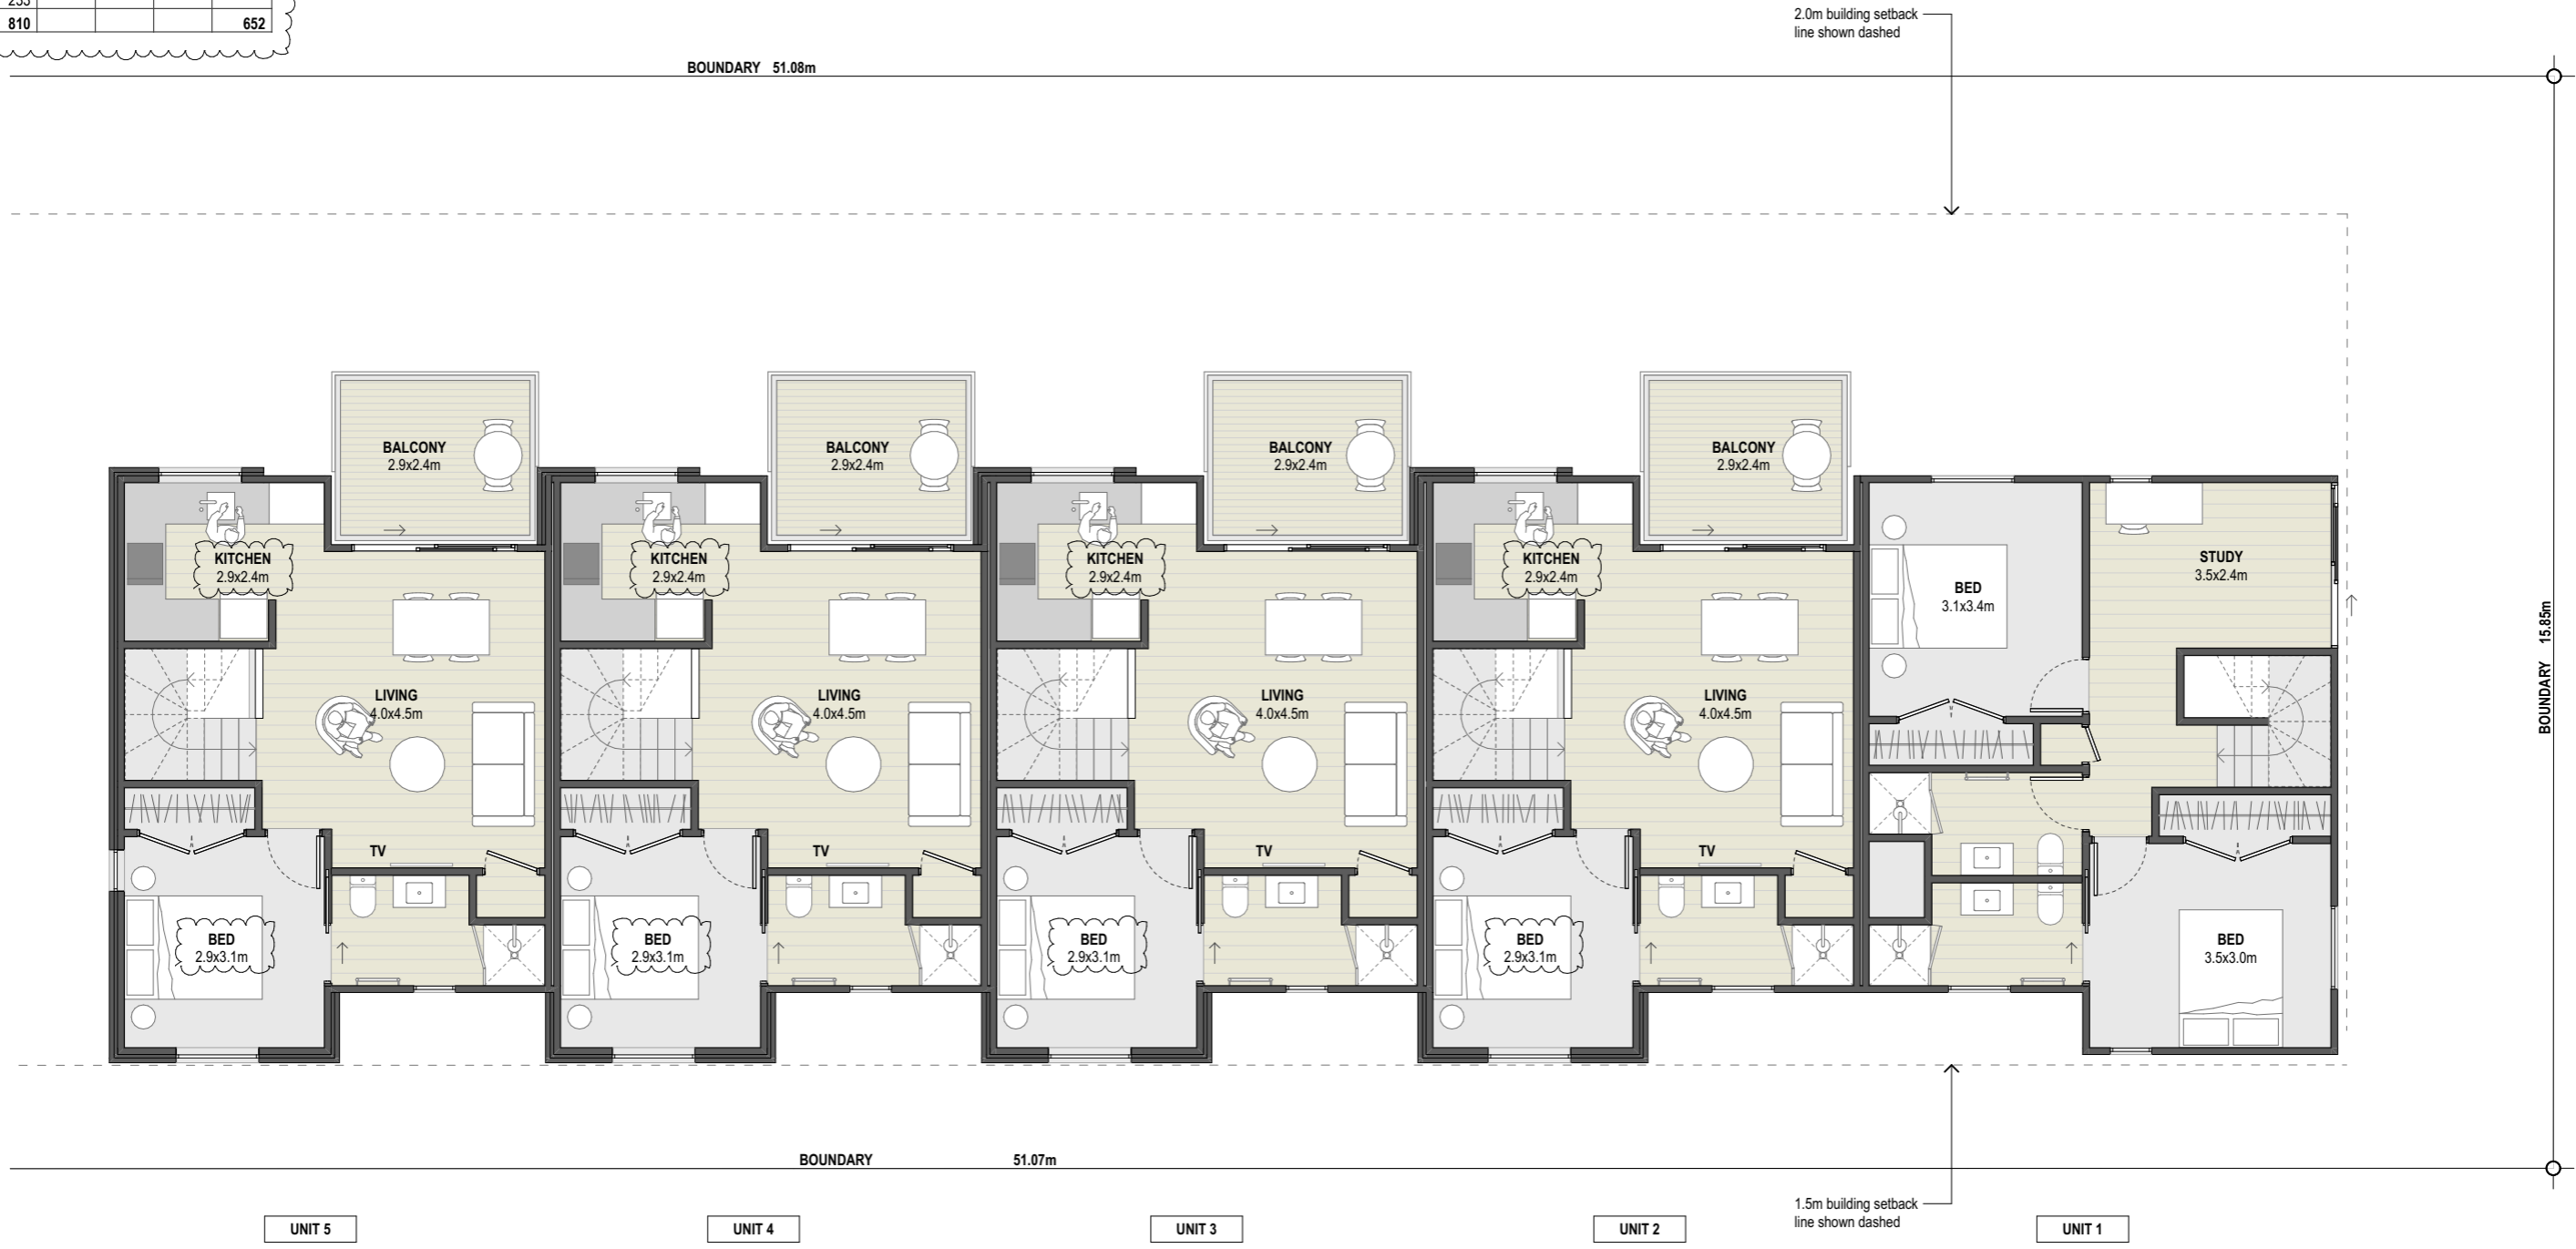 810 652
2.0m building setback
line shown dashed
BOUNDARY 51.08m
BALCONY
2.9x2.4m
BALCONY
2.9x2.4m
BALCONY
2.9x2.4m
BALCONY
2.9x2.4m
KITCHEN
2.9x2.4m
KITCHEN
2.9x2.4m
KITCHEN
2.9x2.4m
KITCHEN
2.9x2.4m
STUDY
3.5x2.4m
BED
3.1x3.4m
BOUNDARY 15.85m
LIVING
4.0x4.5m
LIVING
4.0x4.5m
LIVING
4.0x4.5m
LIVING
4.0x4.5m
TV
TV
TV
TV
BED
2.9x3.1m
BED
2.9x3.1m
BED
2.9x3.1m
BED
2.9x3.1m
BED
3.5x3.0m
BOUNDARY 51.07m
1.5m building setback
line shown dashed
UNIT 5
UNIT 4
UNIT 3
UNIT 2
UNIT 1